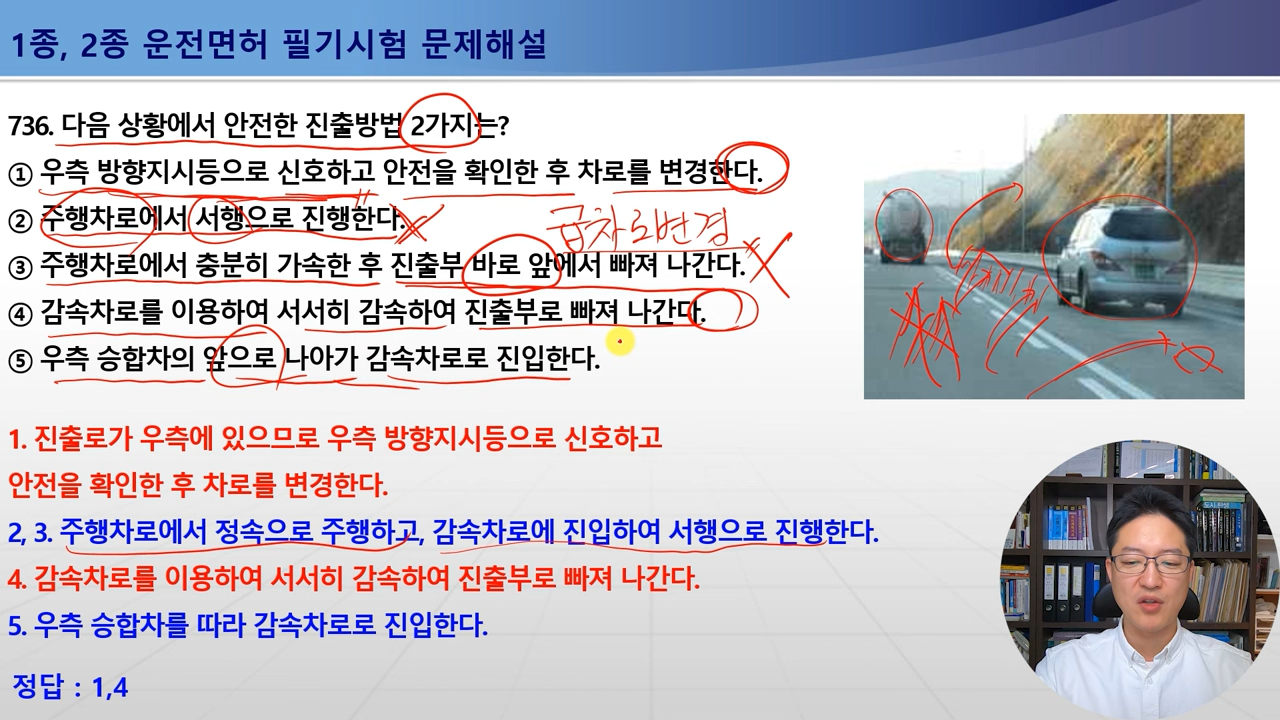 1종, 2종 운전면허 필기시험 문제해설
736. 다음 상황에서 안전한 진출방법 2가지는?
① 우측 방향지시등으로 신호하고 안전을 확인한 후 차로를 변경한다.
② 주행차로에서 서행으로 진행한다.
급차로변경
③ 주행차로에서 충분히 가속한 후 진출부 바로 앞에서 빠져 나간다.
④ 감속차로를 이용하여 서서히 감속하여 진출부로 빠져 나간다.
⑤ 우측 승합차의 앞으로 나아가 감속차로로 진입한다.
1. 진출로가 우측에 있으므로 우측 방향지시등으로 신호하고
안전을 확인한 후 차로를 변경한다.
2, 3. 주행차로에서 정속으로 주행하고, 감속차로에 진입하여 서행으로 진행한다.
4. 감속차로를 이용하여 서서히 감속하여 진출부로 빠져 나간다.
5. 우측 승합차를 따라 감속차로로 진입한다.
정답 : 1,4